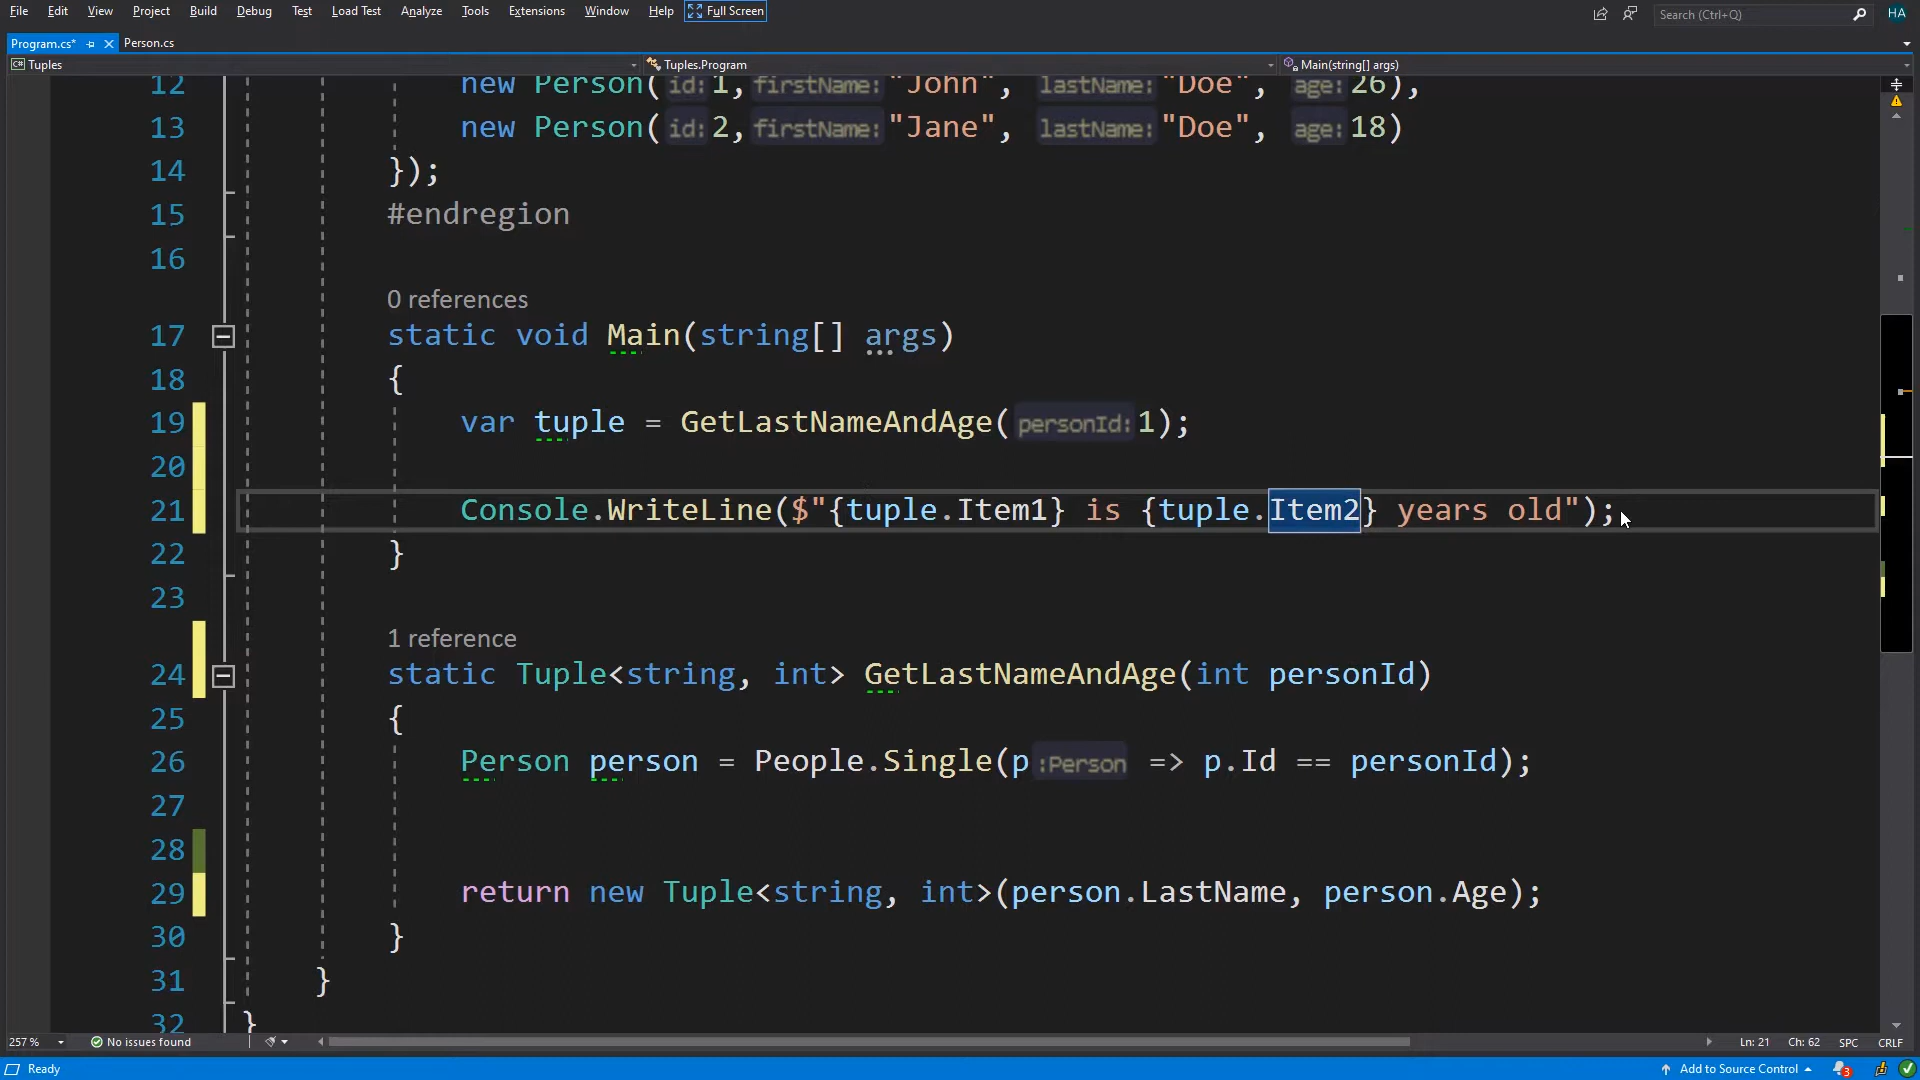 File Edit View Project Build Debug Test Load Test Analyze Tools Extensions Window Help Full Screen Search (Ctrl+Q) HA
Program.cs* Person.cs
C# Tuples Tuples.Program Main(string[] args)
12 new Person(id: 1, firstName: "John", lastName: "Doe", age: 26),
13 new Person(id: 2, firstName: "Jane", lastName: "Doe", age: 18)
14 });
15 #endregion
16
0 references
17 static void Main(string[] args)
18 {
19 var tuple = GetLastNameAndAge(personId: 1);
20
21 Console.WriteLine($"{tuple.Item1} is {tuple.Item2} years old");
22 }
23
1 reference
24 static Tuple<string, int> GetLastNameAndAge(int personId)
25 {
26 Person person = People.Single(p :Person => p.Id == personId);
27
28
29 return new Tuple<string, int>(person.LastName, person.Age);
30 }
31 }
32 }
257 % No issues found Ln: 21 Ch: 62 SPC CRLF
Ready Add to Source Control 3